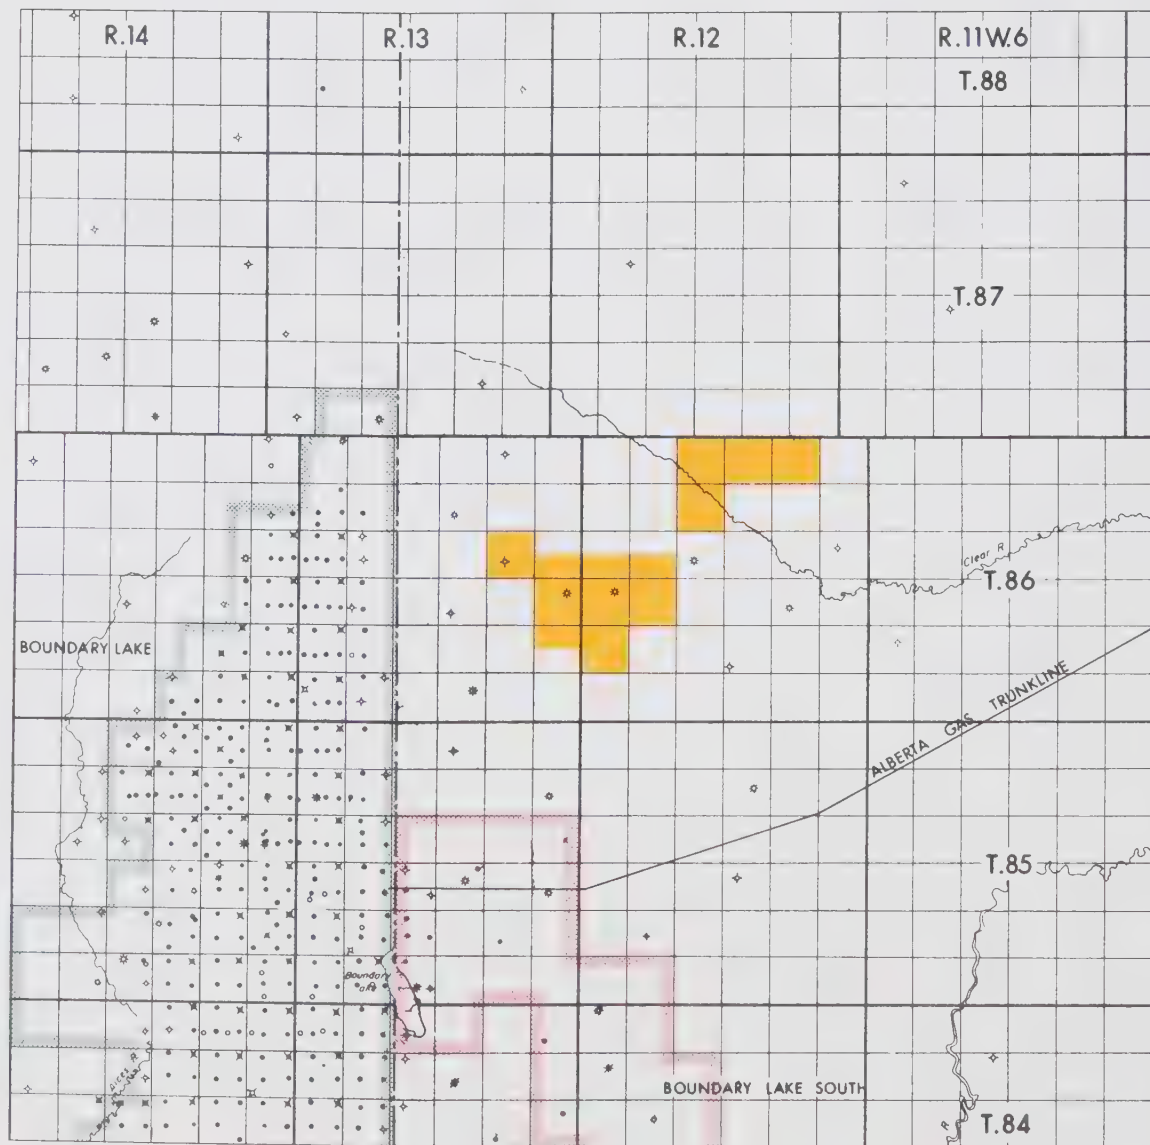 R.14 R.13 R.12 R.11W.6
T.88
T.87
Clear R
T.86
BOUNDARY LAKE
ALBERTA GAS TRUNKLINE
T.85
Boundary
Lake
BOUNDARY LAKE SOUTH
T.84
R